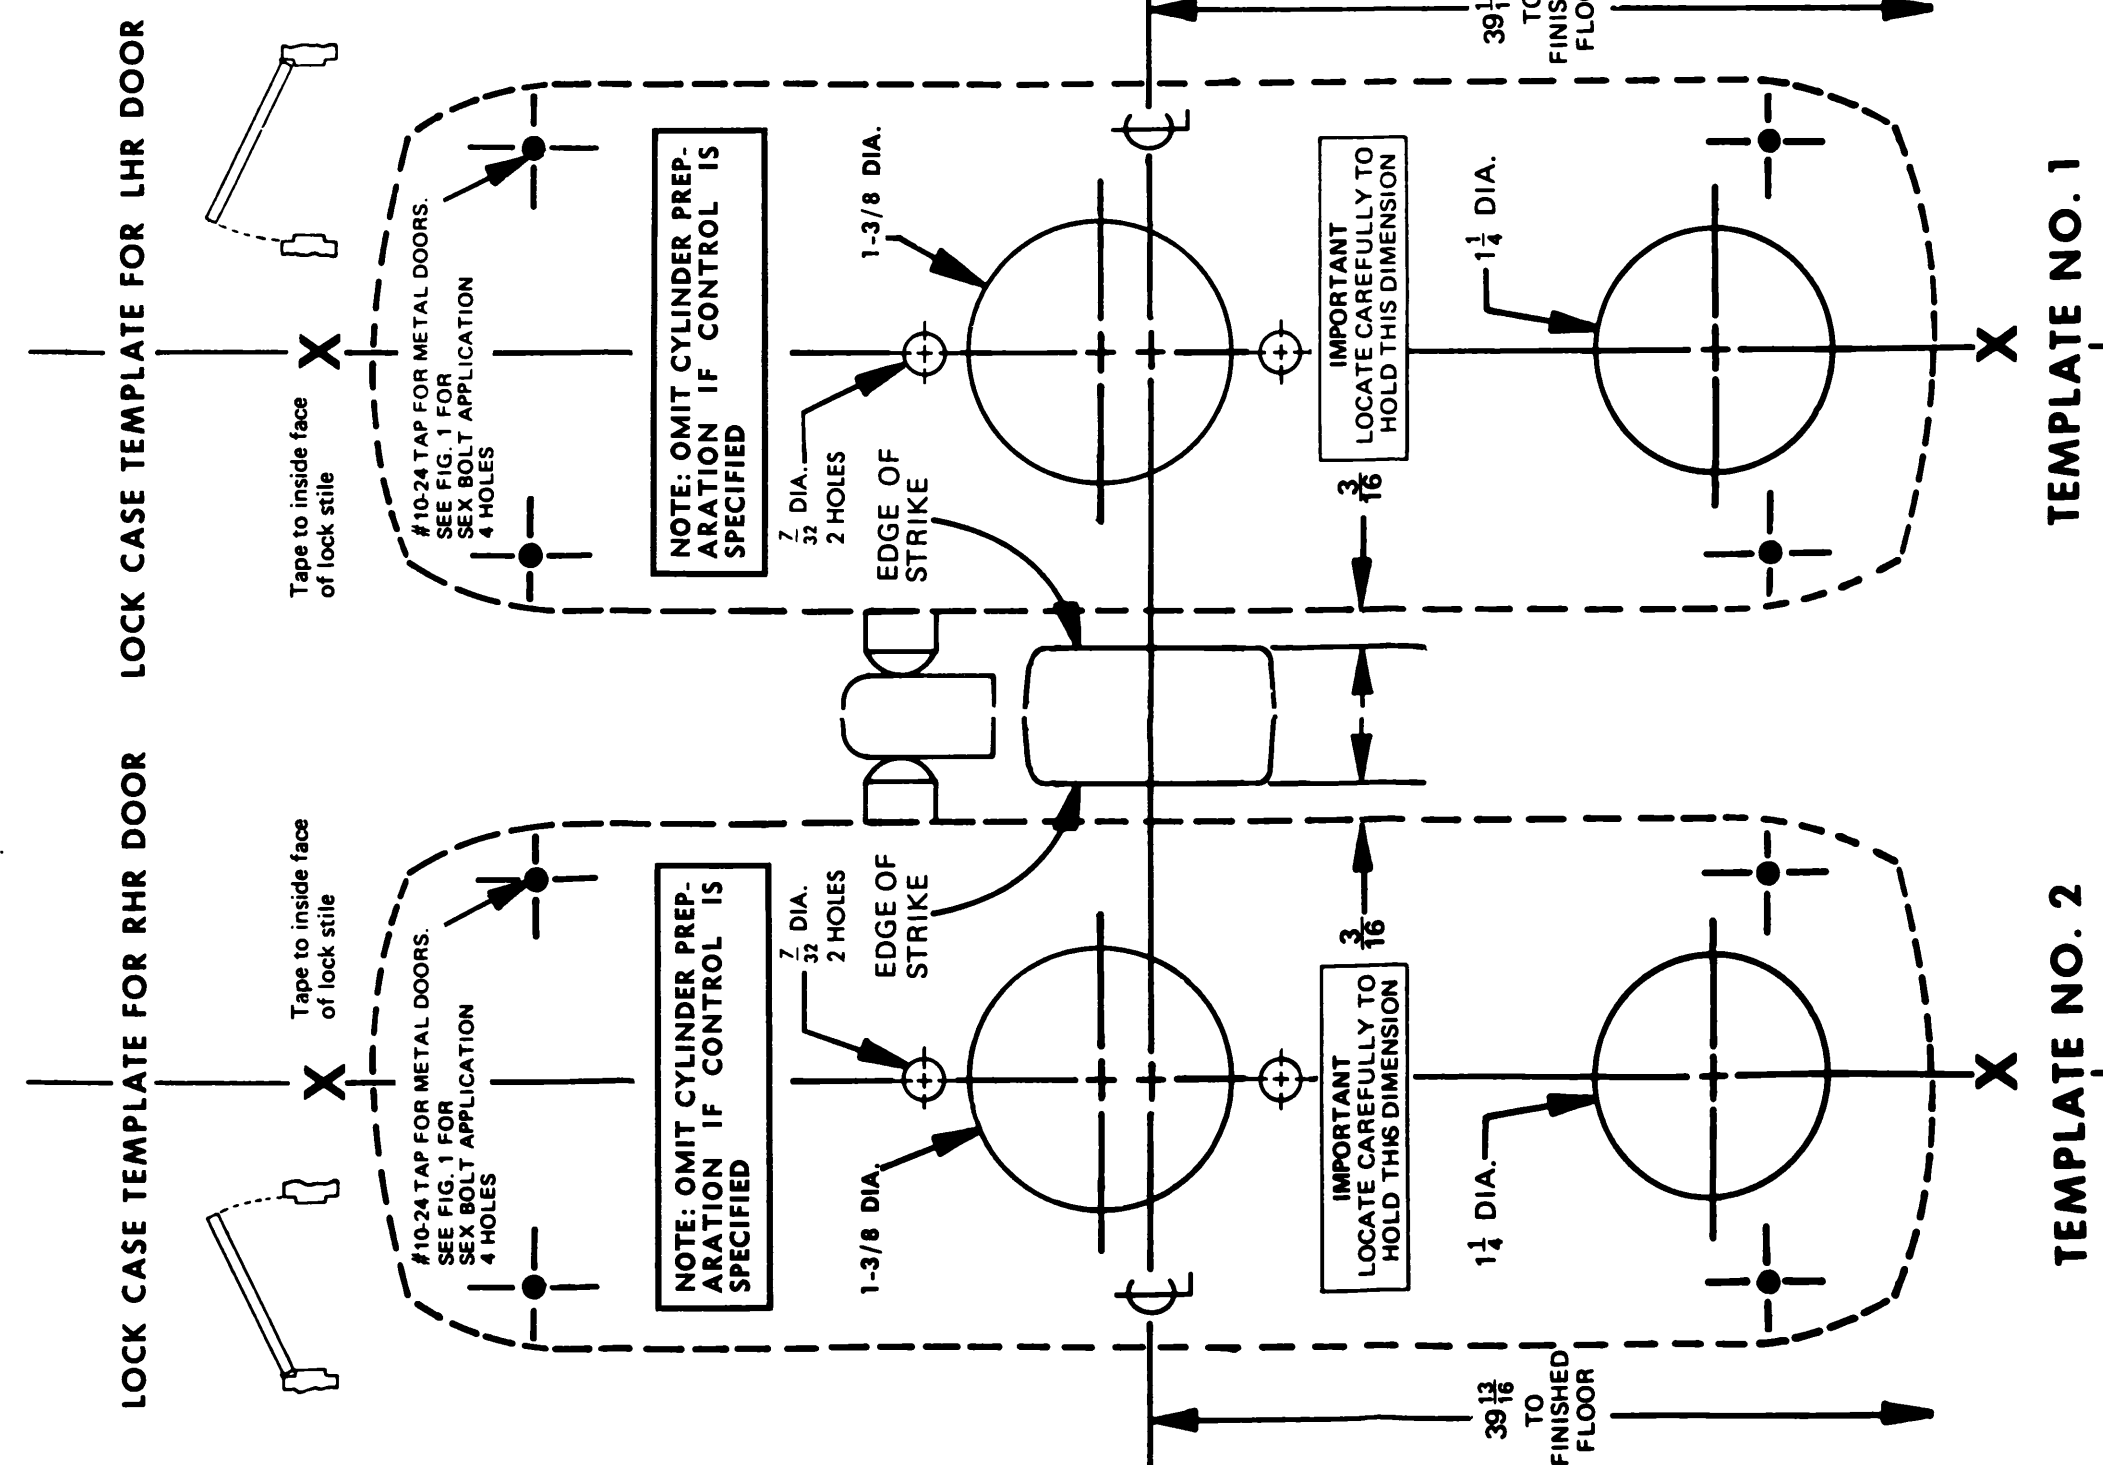 LOCK CASE TEMPLATE FOR RHR DOOR
Tape to inside face
of lock stile
X
#10-24 TAP FOR METAL DOORS.
SEE FIG. 1 FOR
SEX BOLT APPLICATION
4 HOLES
NOTE: OMIT CYLINDER PREP-
ARATION IF CONTROL IS
SPECIFIED
7/32 DIA.
2 HOLES
1-3/8 DIA.
EDGE OF
STRIKE
3/16
IMPORTANT
LOCATE CAREFULLY TO
HOLD THIS DIMENSION
1 1/4 DIA.
39 13/16
TO
FINISHED
FLOOR
X
TEMPLATE NO. 2
LOCK CASE TEMPLATE FOR LHR DOOR
Tape to inside face
of lock stile
X
#10-24 TAP FOR METAL DOORS.
SEE FIG. 1 FOR
SEX BOLT APPLICATION
4 HOLES
NOTE: OMIT CYLINDER PREP-
ARATION IF CONTROL IS
SPECIFIED
7/32 DIA.
2 HOLES
1-3/8 DIA.
EDGE OF
STRIKE
3/16
IMPORTANT
LOCATE CAREFULLY TO
HOLD THIS DIMENSION
1 1/4 DIA.
39
TO
FINIS
FLO
X
TEMPLATE NO. 1